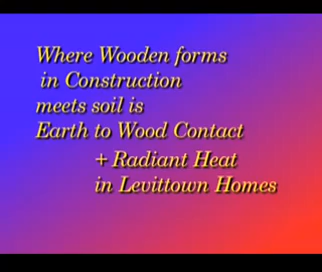 Where Wooden forms
in Construction
meets soil is
Earth to Wood Contact
+ Radiant Heat
in Levittown Homes